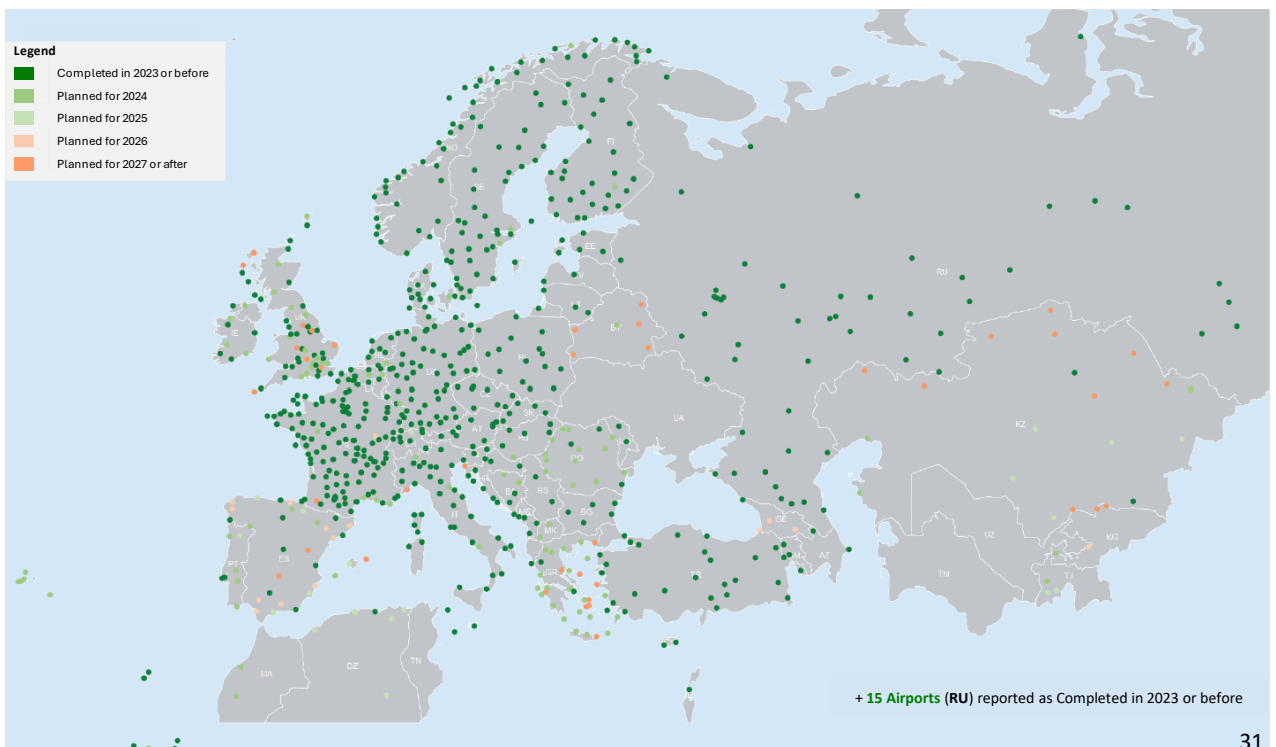 Legend
Completed in 2023 or before
Planned for 2024
Planned for 2025
Planned for 2026
Planned for 2027 or after
NO
FI
SE
EE
RU
UK
IE
BY
DE
PL
CZ
UA
SK
KZ
AT
HU
RO
RS
BA
IT
BG
MK
GE
UZ
KG
PT
ES
GR
TR
AZ
TM
TJ
MA
DZ
TN
+ 15 Airports (RU) reported as Completed in 2023 or before
31